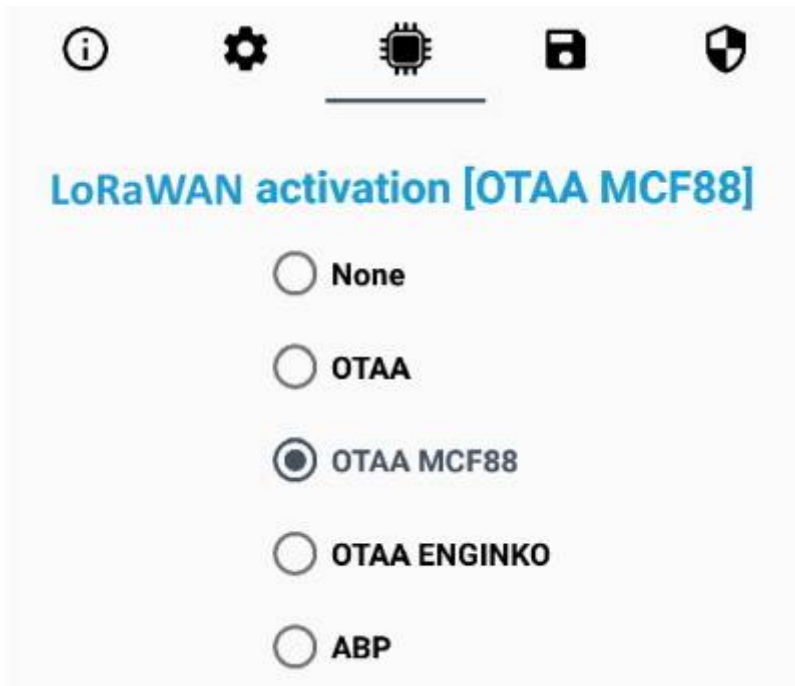 LoRaWAN activation [OTAA MCF88]
None
OTAA
OTAA MCF88
OTAA ENGINKO
ABP